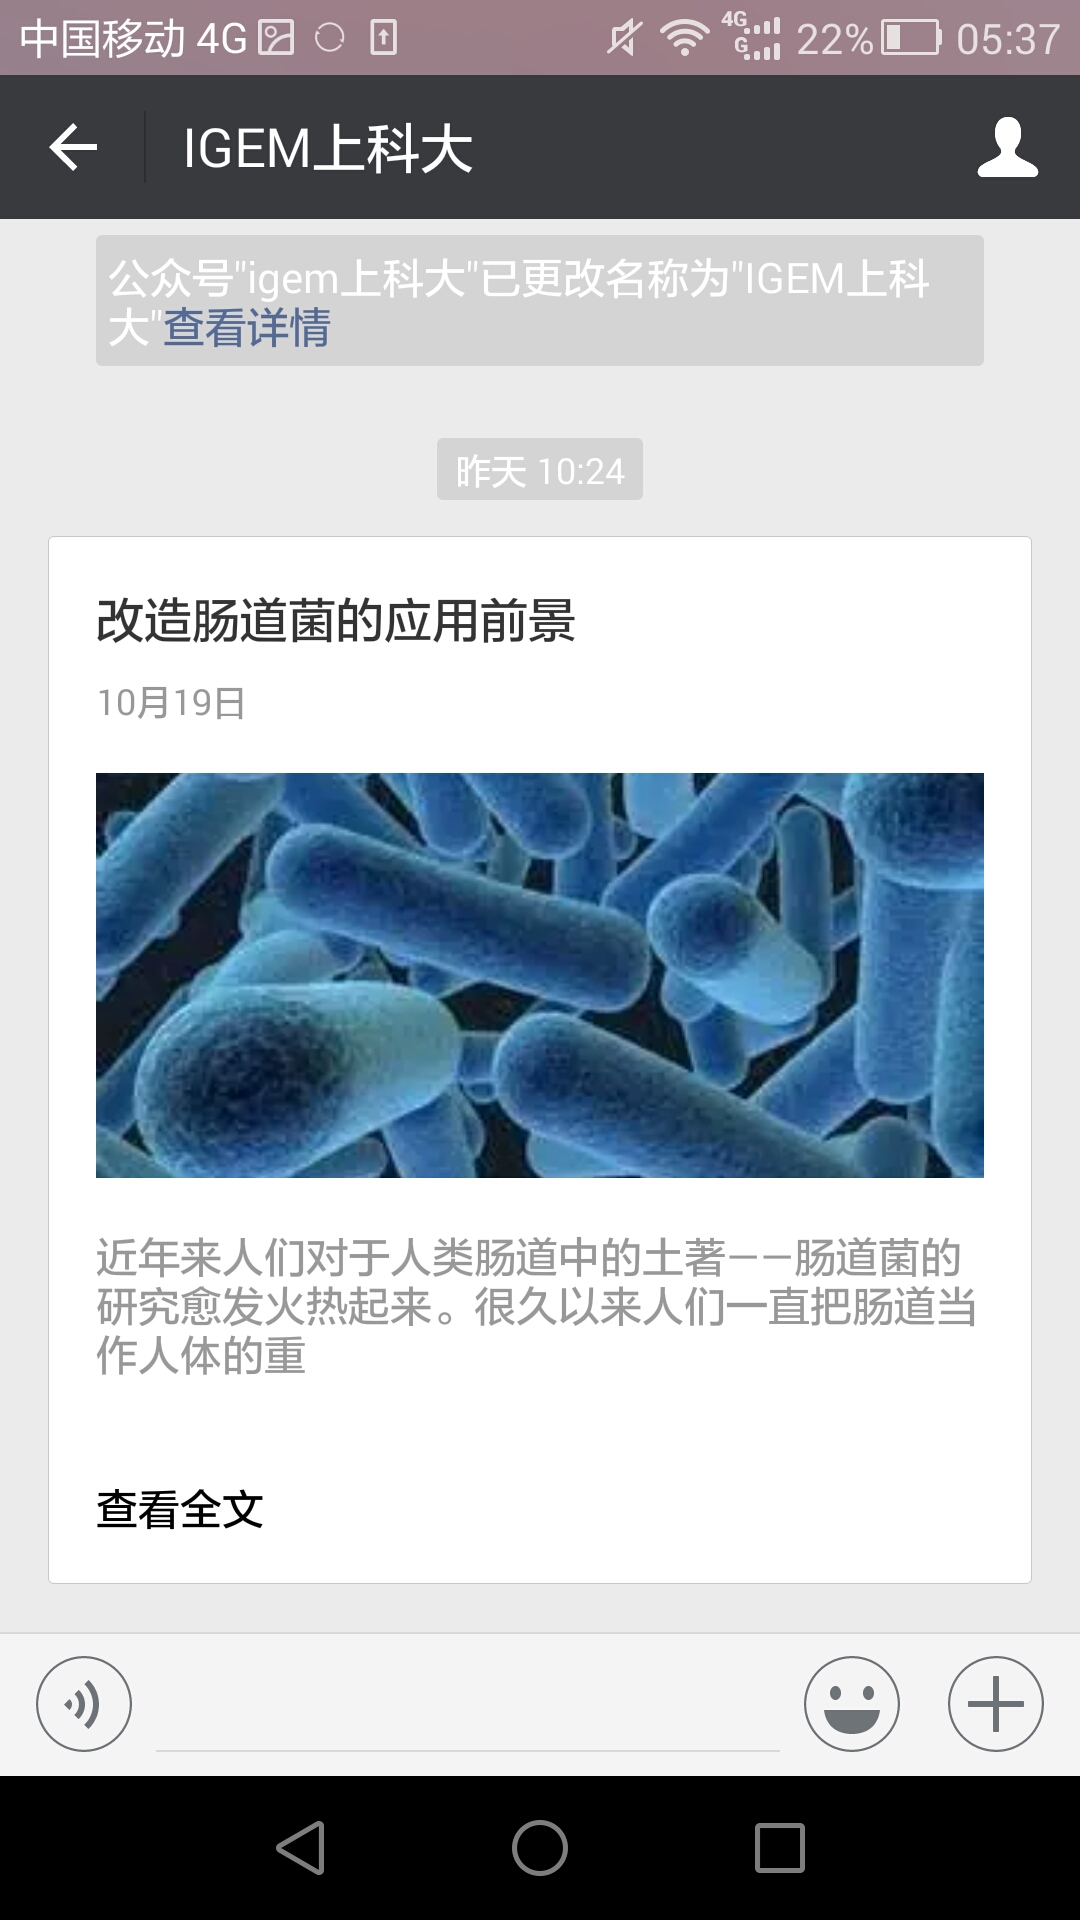 中国移动 4G 4G G 22% 05:37
IGEM上科大
公众号"igem上科大"已更改名称为"IGEM上科
大"查看详情
昨天 10:24
改造肠道菌的应用前景
10月19日
近年来人们对于人类肠道中的土著——肠道菌的
研究愈发火热起来。很久以来人们一直把肠道当
作人体的重
查看全文